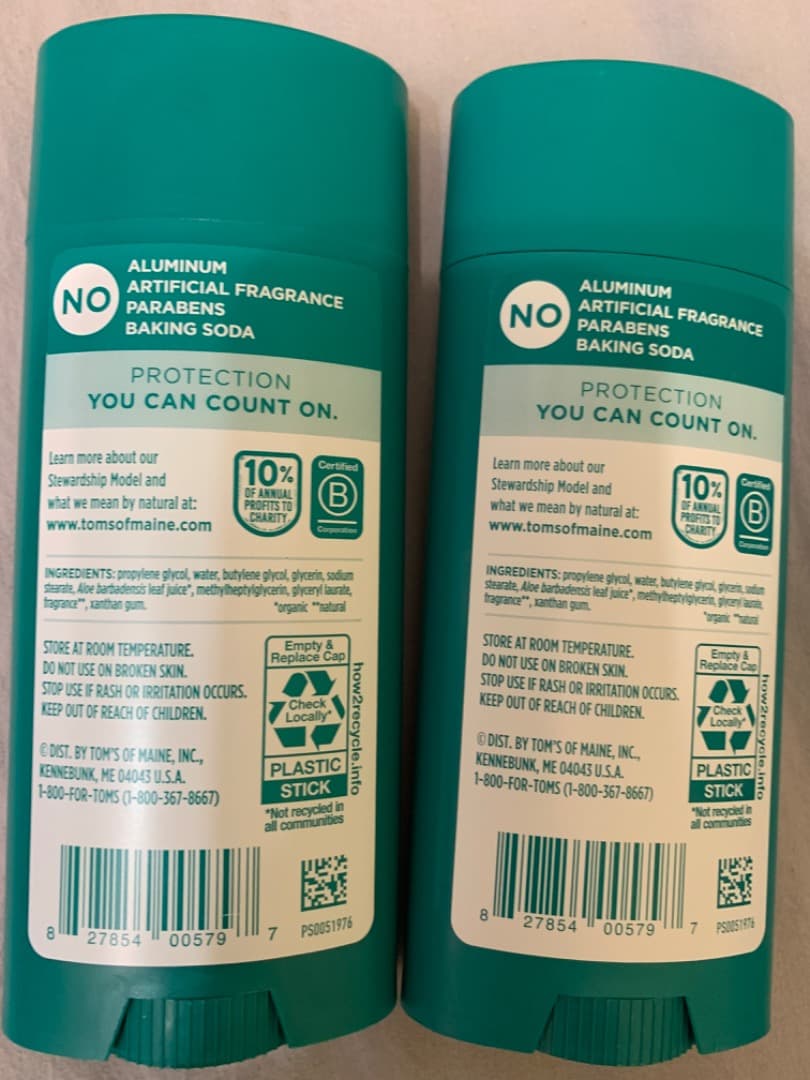 NO
ALUMINUM
ARTIFICIAL FRAGRANCE
PARABENS
BAKING SODA
PROTECTION
YOU CAN COUNT ON.
Learn more about our
Stewardship Model and
what we mean by natural at:
www.tomsofmaine.com
10%
OF ANNUAL
PROFITS TO
CHARITY
Certified
B
Corporation
INGREDIENTS: propylene glycol, water, butylene glycol, glycerin, sodium
stearate, Aloe barbadensis leaf juice*, methylheptylglycerin, glyceryl laurate,
fragrance**, xanthan gum.
*organic **natural
STORE AT ROOM TEMPERATURE.
DO NOT USE ON BROKEN SKIN.
STOP USE IF RASH OR IRRITATION OCCURS.
KEEP OUT OF REACH OF CHILDREN.
© DIST. BY TOM'S OF MAINE, INC.,
KENNEBUNK, ME 04043 U.S.A.
1-800-FOR-TOMS (1-800-367-8667)
Empty &
Replace Cap
Check
Locally*
PLASTIC
STICK
*Not recycled in
all communities
how2recycle.info
8 27854 00579 7
PS0051976
NO
ALUMINUM
ARTIFICIAL FRAGRANCE
PARABENS
BAKING SODA
PROTECTION
YOU CAN COUNT ON.
Learn more about our
Stewardship Model and
what we mean by natural at:
www.tomsofmaine.com
10%
OF ANNUAL
PROFITS TO
CHARITY
Certified
B
Corporation
INGREDIENTS: propylene glycol, water, butylene glycol, glycerin, sodium
stearate, Aloe barbadensis leaf juice*, methylheptylglycerin, glyceryl laurate,
fragrance**, xanthan gum.
*organic **natural
STORE AT ROOM TEMPERATURE.
DO NOT USE ON BROKEN SKIN.
STOP USE IF RASH OR IRRITATION OCCURS.
KEEP OUT OF REACH OF CHILDREN.
© DIST. BY TOM'S OF MAINE, INC.,
KENNEBUNK, ME 04043 U.S.A.
1-800-FOR-TOMS (1-800-367-8667)
Empty &
Replace Cap
Check
Locally*
PLASTIC
STICK
*Not recycled in
all communities
how2recycle.info
8 27854 00579 7
PS0051976